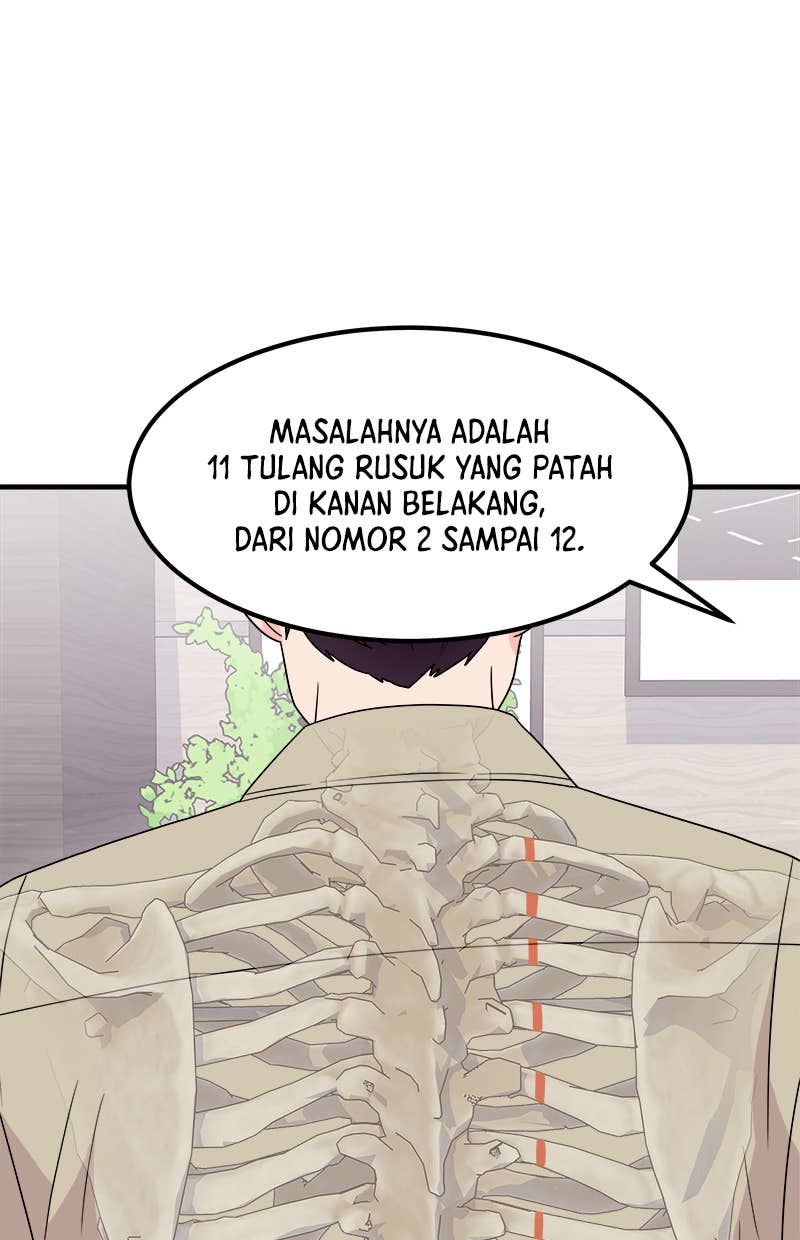 MASALAHNYA ADALAH
11 TULANG RUSUK YANG PATAH
DI KANAN BELAKANG,
DARI NOMOR 2 SAMPAI 12.